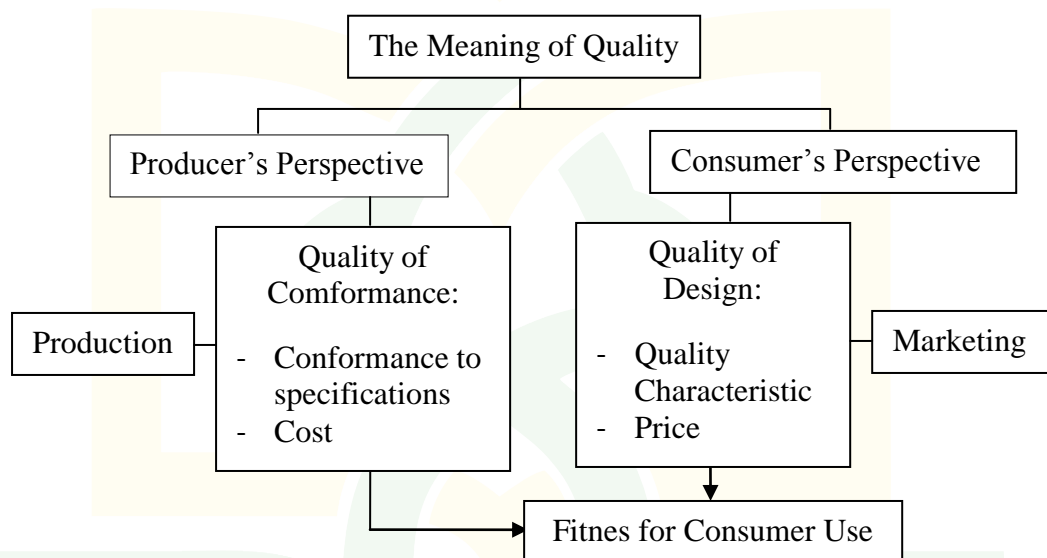 The Meaning of Quality
Producer’s Perspective
Consumer’s Perspective
Quality of
Comformance:
- Conformance to
specifications
- Cost
Quality of
Design:
- Quality
Characteristic
- Price
Production
Marketing
Fitnes for Consumer Use